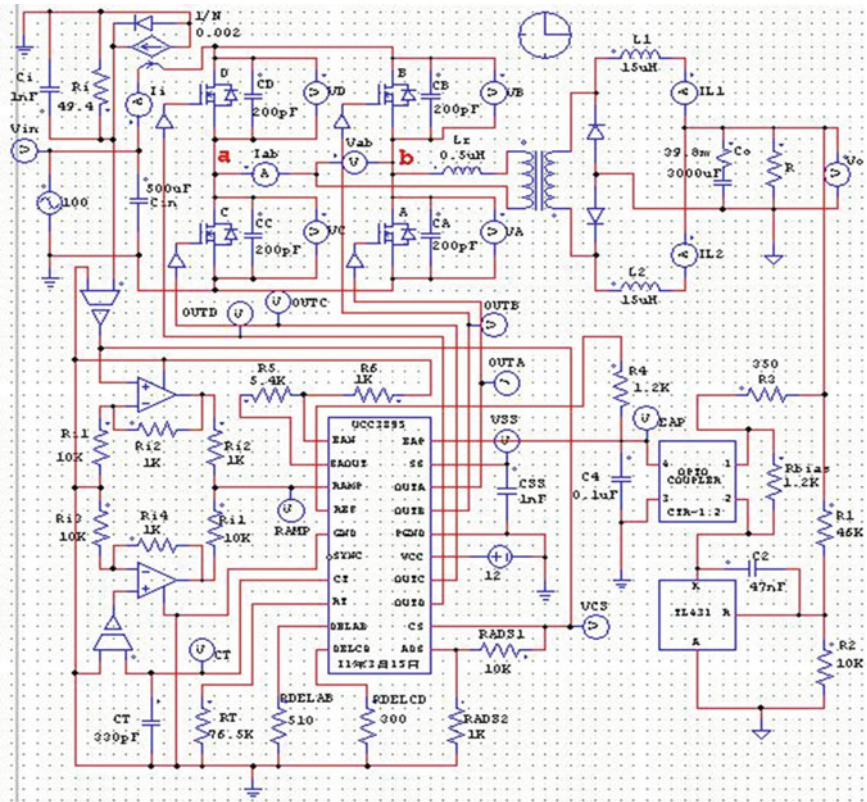 1/N
0.002
Ci
1nF
Ri
49.4
Ii
Vin
100
500uF
Cin
D
CD
200pF
VD
B
CB
200pF
VB
a
Iab
Vab
b
Lr
0.5uH
C
CC
200pF
VC
A
CA
200pF
VA
L1
15uH
IL1
39.8m
Co
3000uF
R
Vo
IL2
L2
15uH
OUTD
OUTC
OUTB
OUTA
R5
5.4K
R6
1K
R4
1.2K
350
R3
VSS
EAP
Ri1
10K
Ri2
1K
Ri2
1K
Ri3
10K
Ri4
1K
Ri1
10K
RAMP
UCC3895
EAN
EAOUT
RAMP
REF
GND
SYNC
CT
RT
DELAB
DELCD
EAP
SS
OUTA
OUTB
PGND
VCC
OUTC
OUTD
CS
ADS
CSS
1nF
12
C4
0.1uF
4
3
OPTO
COUPLER
1
2
CTR=1.2
Rbias
1.2K
R1
46K
C2
47nF
K
TL431
R
A
R2
10K
VCS
RADS1
10K
CT
CT
330pF
RT
76.5K
RDELAB
510
RDELCD
300
RADS2
1K